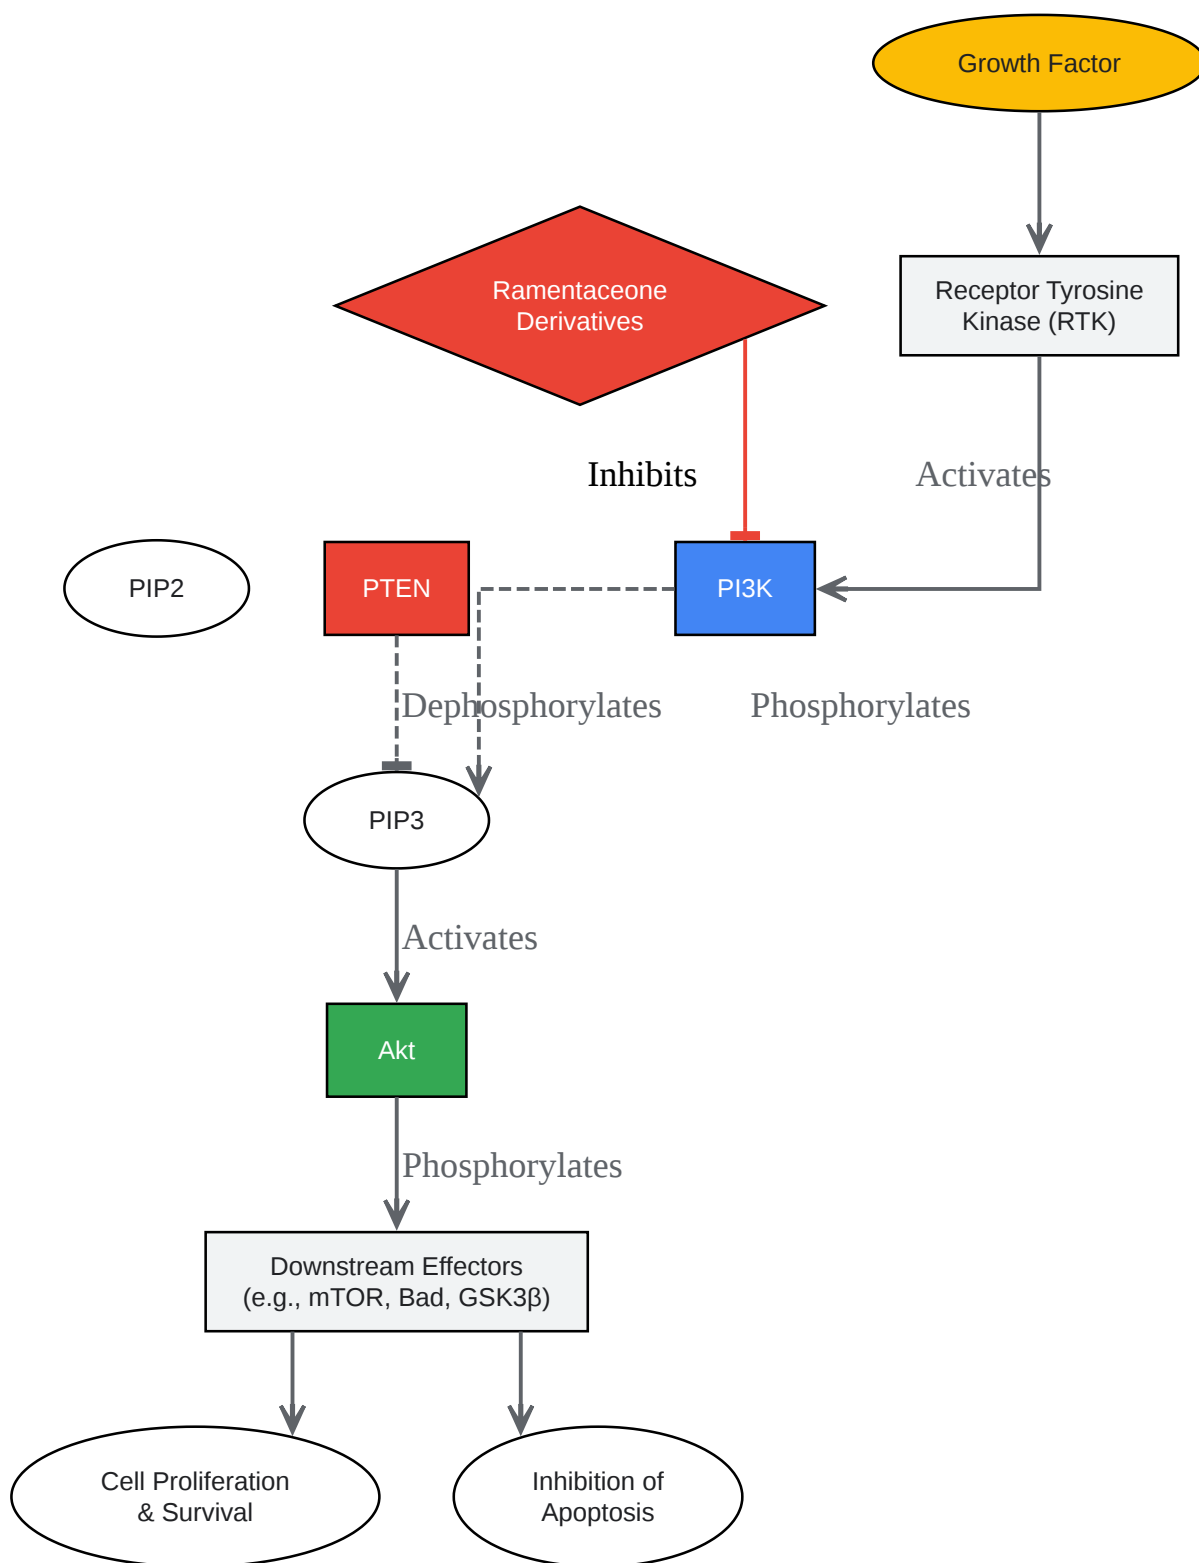 Growth Factor
Ramentaceone
Derivatives
Receptor Tyrosine
Kinase (RTK)
Inhibits
Activates
PIP2
PTEN
PI3K
Dephosphorylates
Phosphorylates
PIP3
Activates
Akt
Phosphorylates
Downstream Effectors
(e.g., mTOR, Bad, GSK3β)
Cell Proliferation
& Survival
Inhibition of
Apoptosis